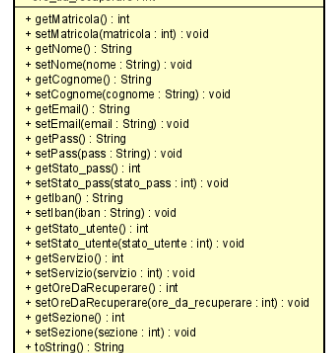 ore_da_recuperare : int
+ getMatricola() : int
+ setMatricola(matricola : int) : void
+ getNome() : String
+ setNome(nome : String) : void
+ getCognome() : String
+ setCognome(cognome : String) : void
+ getEmail() : String
+ setEmail(email : String) : void
+ getPass() : String
+ setPass(pass : String) : void
+ getStato_pass() : int
+ setStato_pass(stato_pass : int) : void
+ getIban() : String
+ setIban(iban : String) : void
+ getStato_utente() : int
+ setStato_utente(stato_utente : int) : void
+ getServizio() : int
+ setServizio(servizio : int) : void
+ getOreDaRecuperare() : int
+ setOreDaRecuperare(ore_da_recuperare : int) : void
+ getSezione() : int
+ setSezione(sezione : int) : void
+ toString() : String